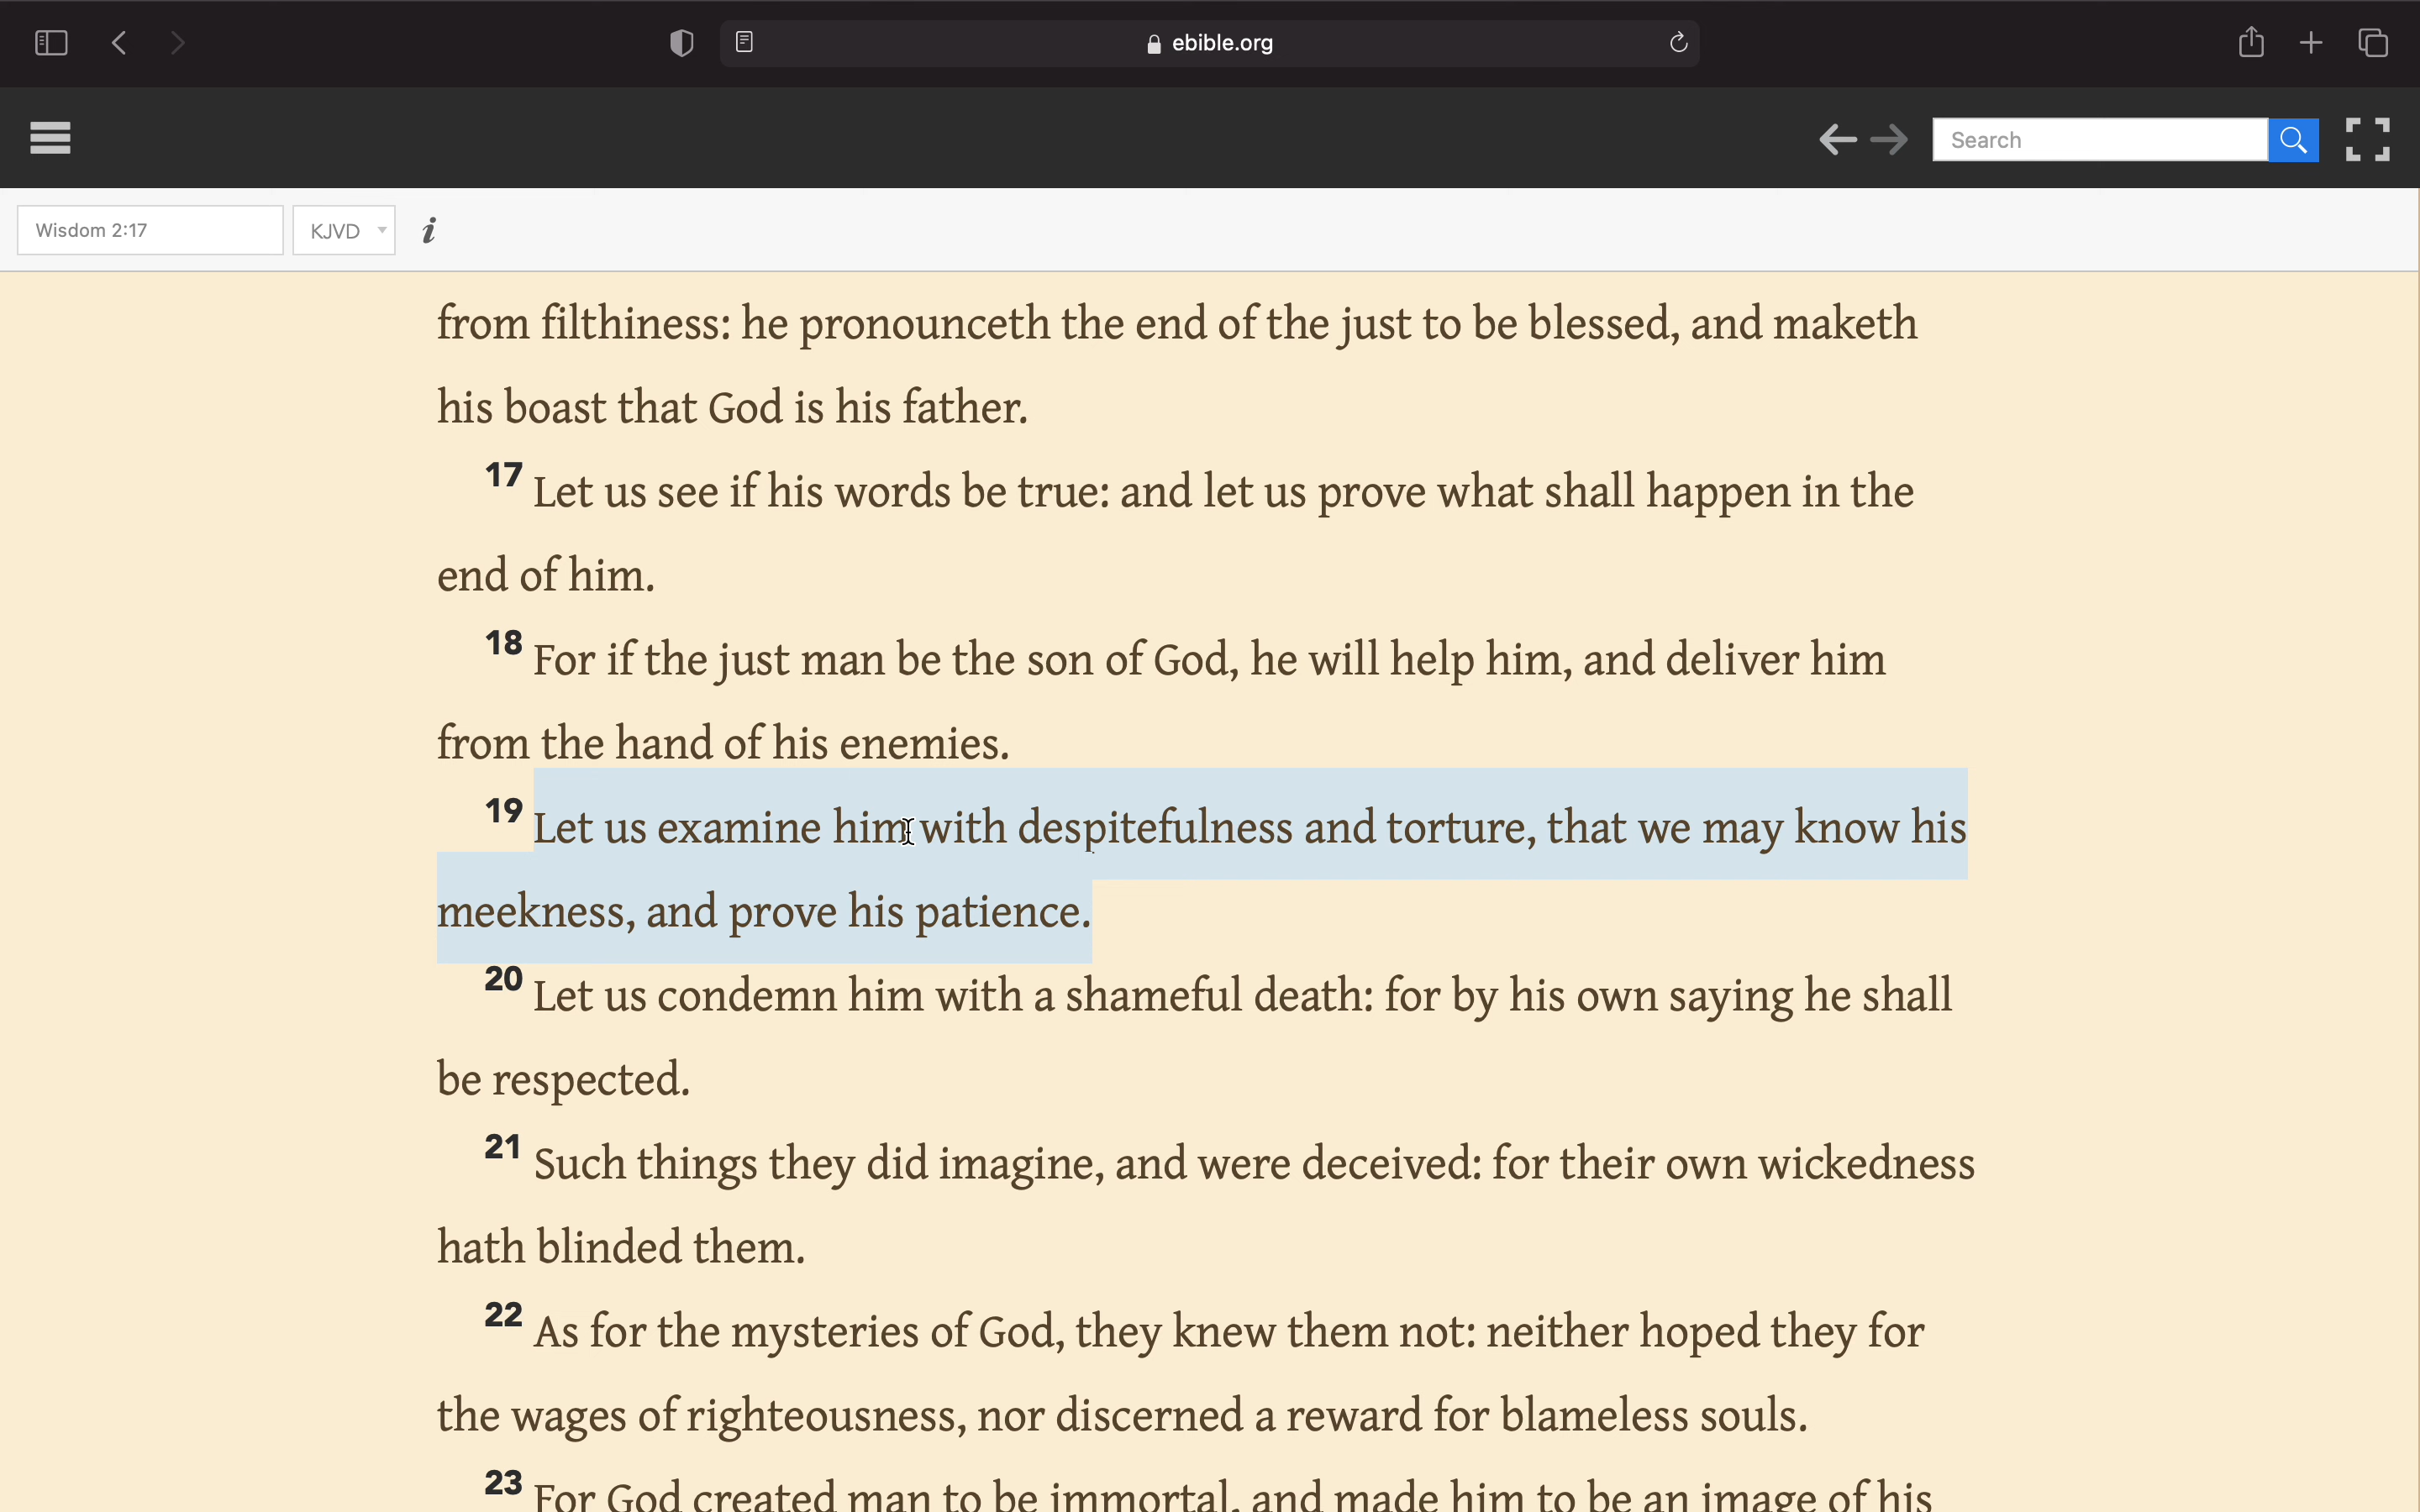 ebible.org
Search
Wisdom 2:17 KJVD i
from filthiness: he pronounceth the end of the just to be blessed, and maketh
his boast that God is his father.
17 Let us see if his words be true: and let us prove what shall happen in the
end of him.
18 For if the just man be the son of God, he will help him, and deliver him
from the hand of his enemies.
19 Let us examine him with despitefulness and torture, that we may know his
meekness, and prove his patience.
20 Let us condemn him with a shameful death: for by his own saying he shall
be respected.
21 Such things they did imagine, and were deceived: for their own wickedness
hath blinded them.
22 As for the mysteries of God, they knew them not: neither hoped they for
the wages of righteousness, nor discerned a reward for blameless souls.
23 For God created man to be immortal, and made him to be an image of his